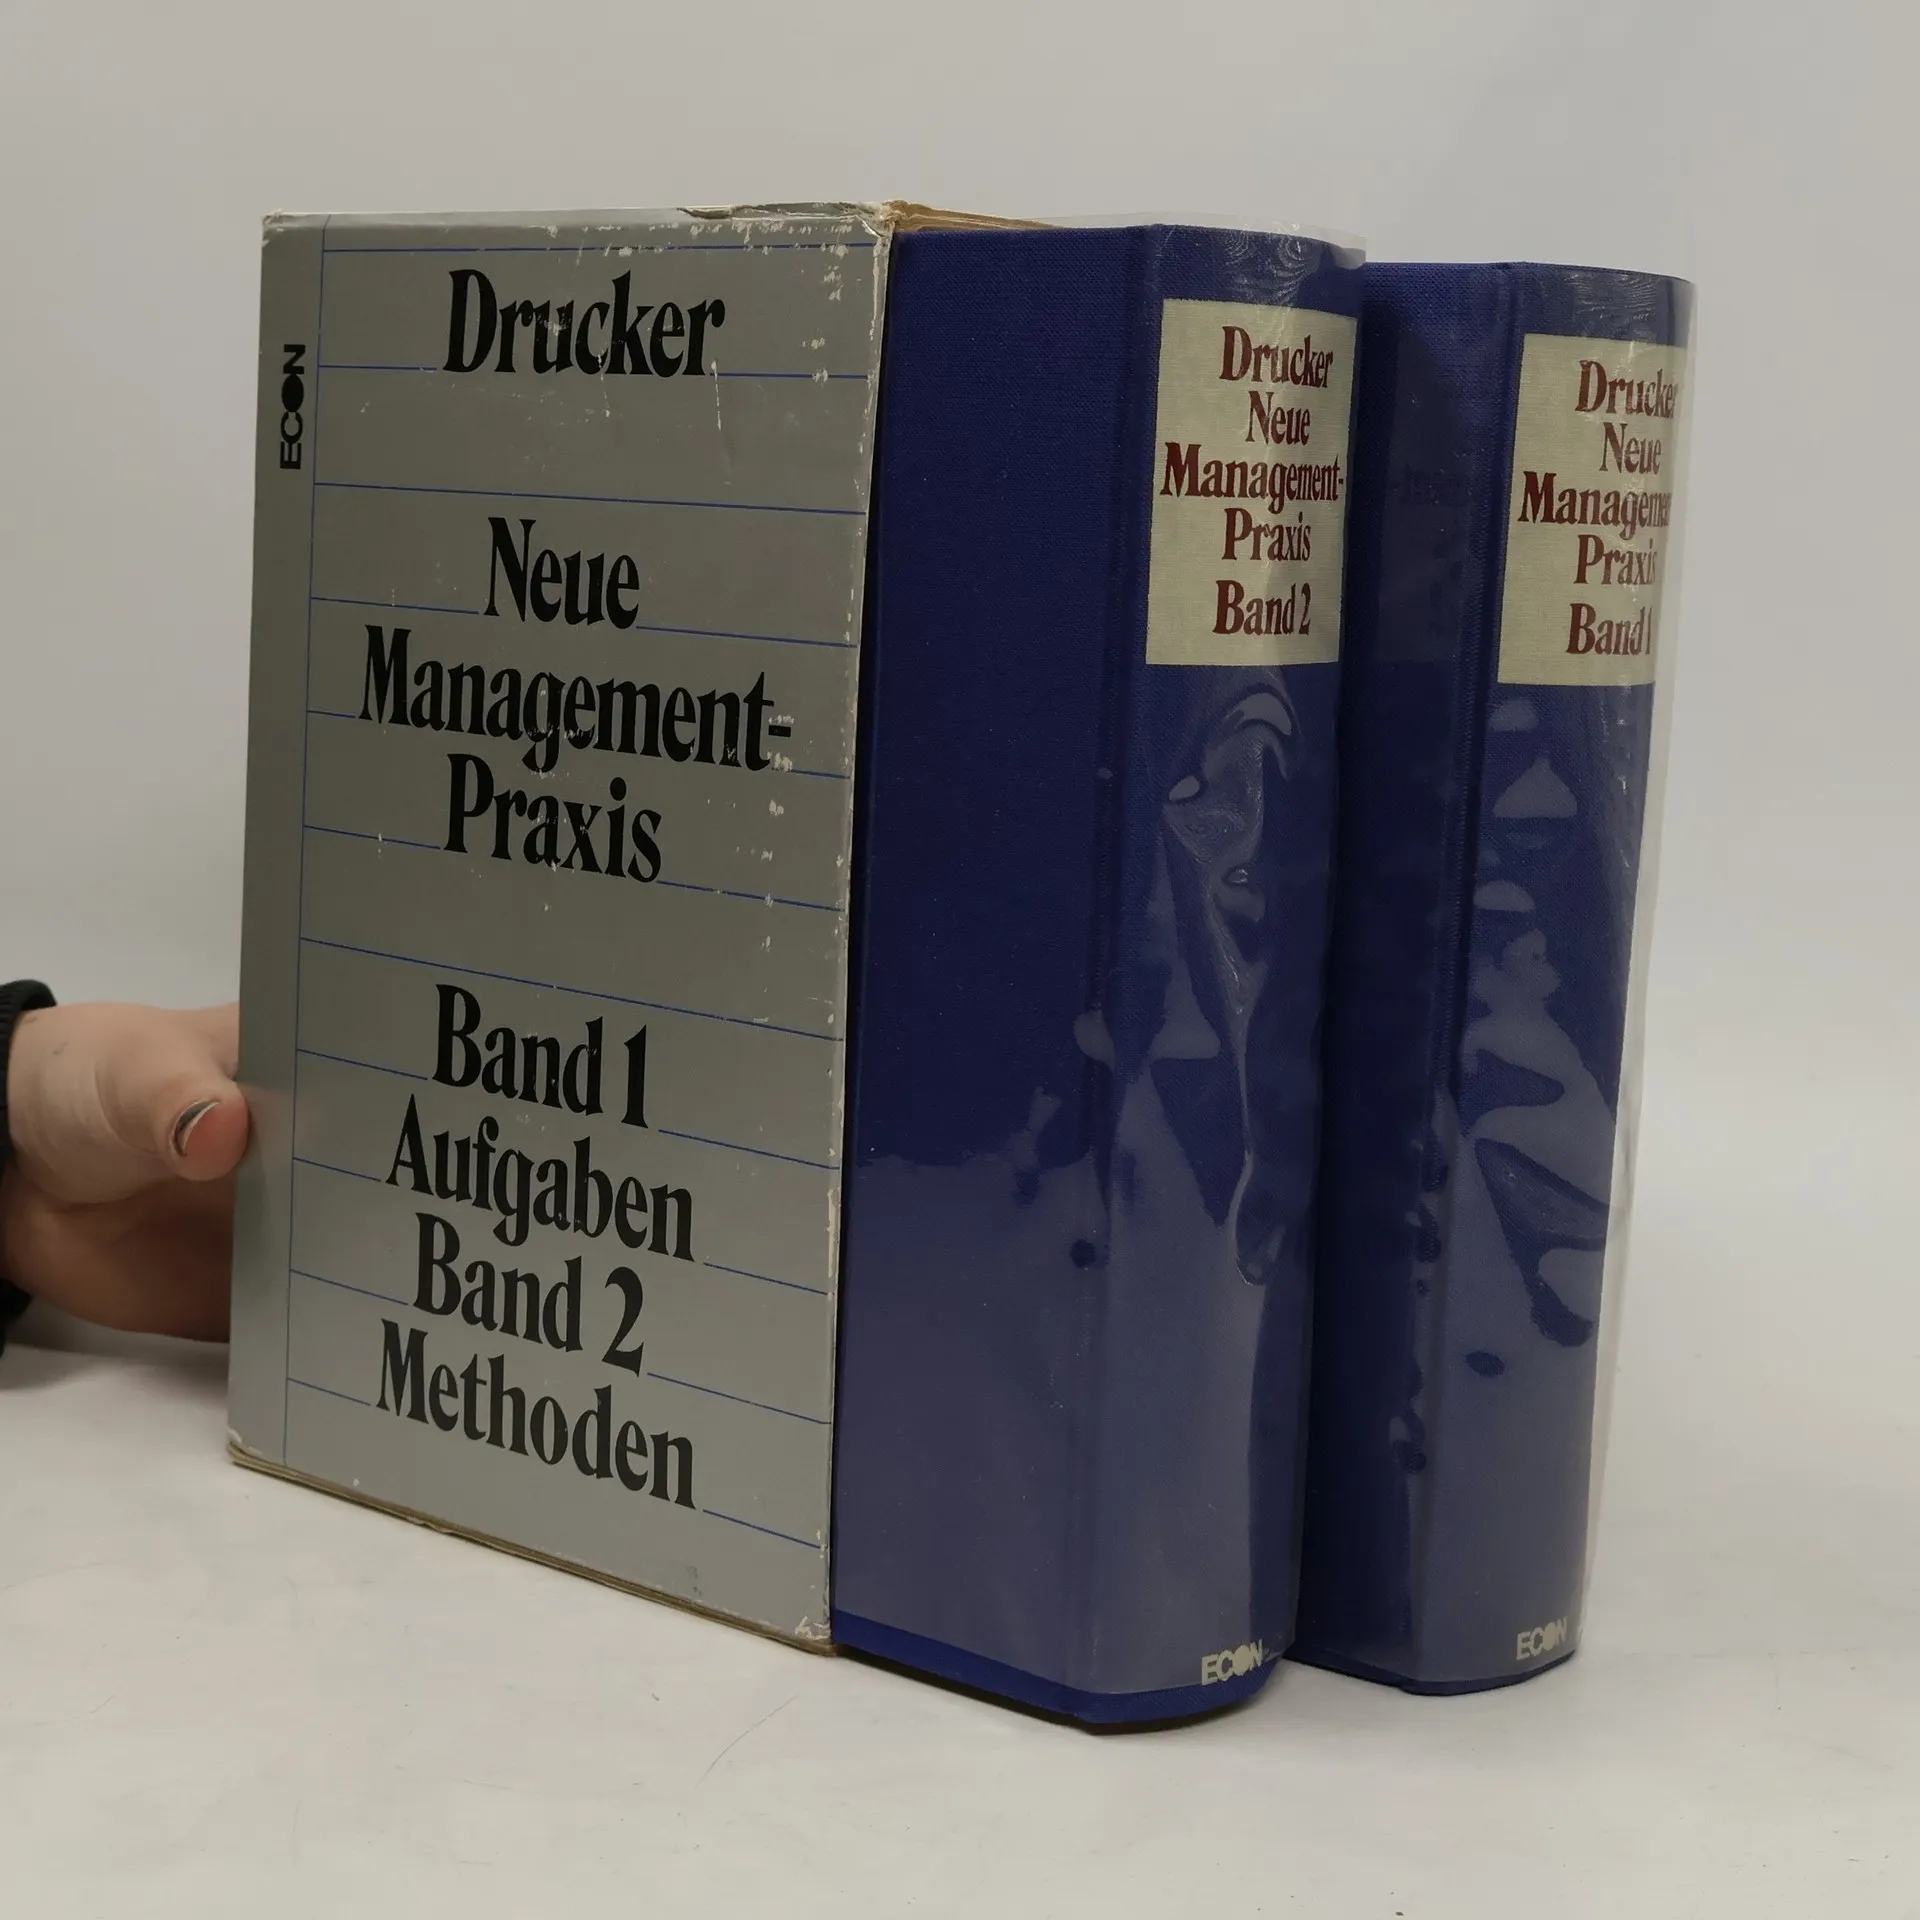 ECON
Drucker
Neue
Management-
Praxis
Band 1
Aufgaben
Band 2
Methoden
Drucker
Neue
Management-
Praxis
Band 2
ECON
Drucker
Neue
Management
Praxis
Band 1
ECON